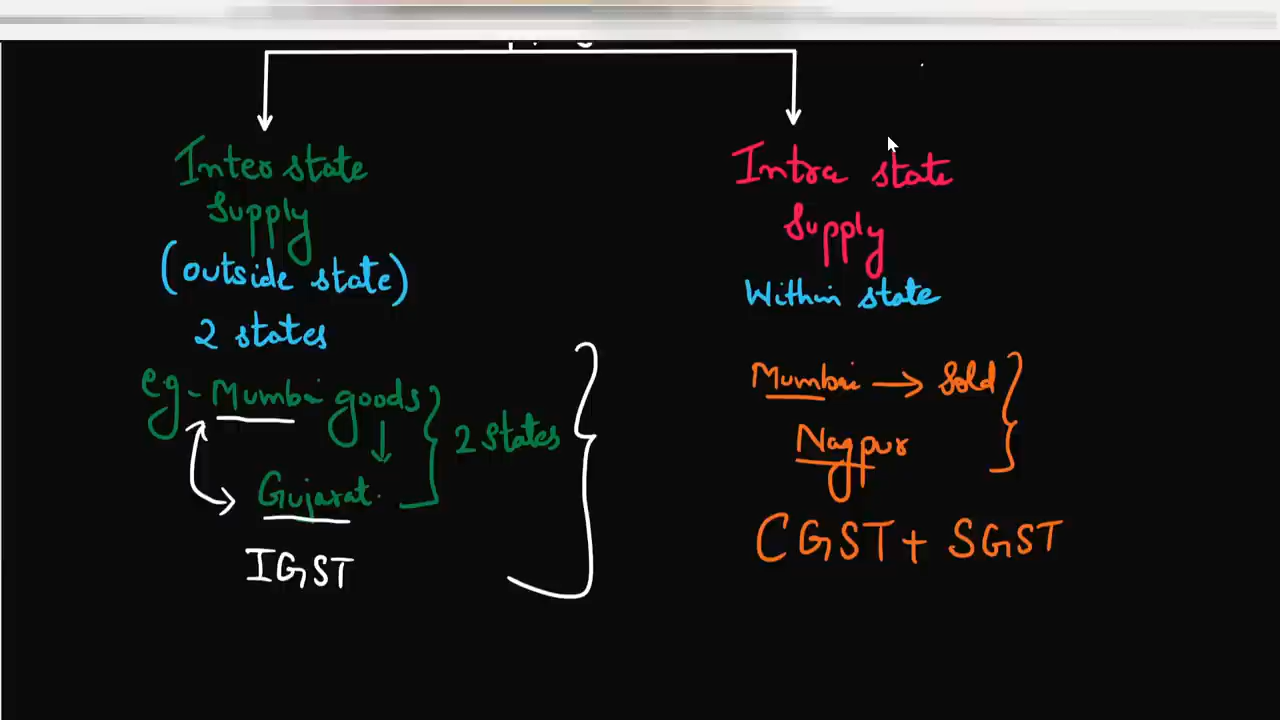 Inter state
Supply
(outside state)
2 states
eg- Mumbai goods
2 states
Gujarat.
IGST
Intra state
Supply
Within state
Mumbai → Sold
Nagpur
CGST + SGST